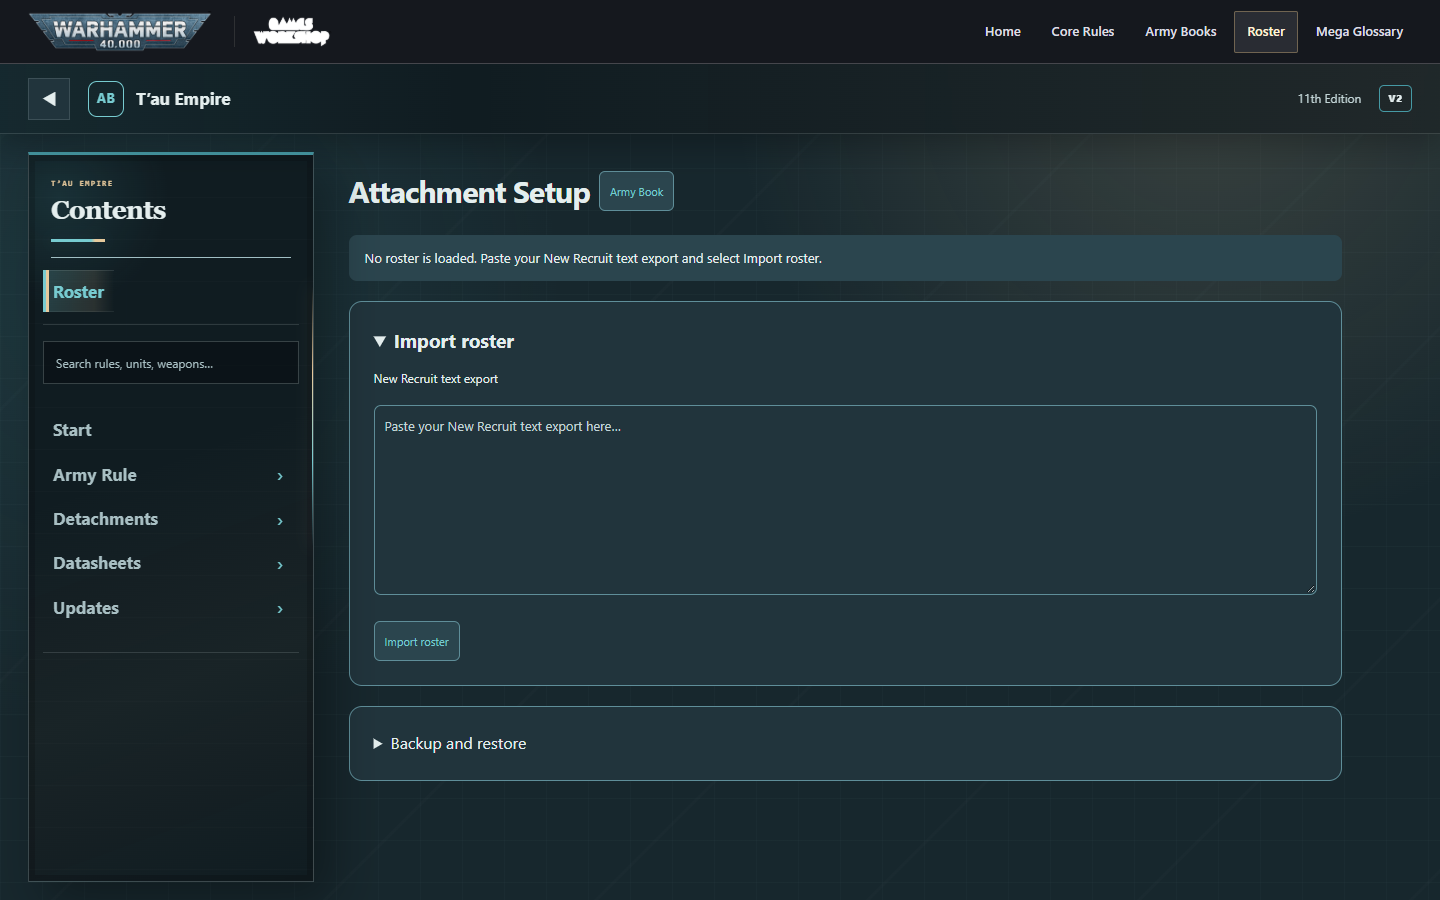 WARHAMMER
40,000
GAMES
WORKSHOP
Home
Core Rules
Army Books
Roster
Mega Glossary
◀
AB
T'au Empire
11th Edition
V2
T'AU EMPIRE
Contents
Roster
Search rules, units, weapons...
Start
Army Rule ›
Detachments ›
Datasheets ›
Updates ›
Attachment Setup
Army Book
No roster is loaded. Paste your New Recruit text export and select Import roster.
▼ Import roster
New Recruit text export
Paste your New Recruit text export here...
Import roster
▶ Backup and restore